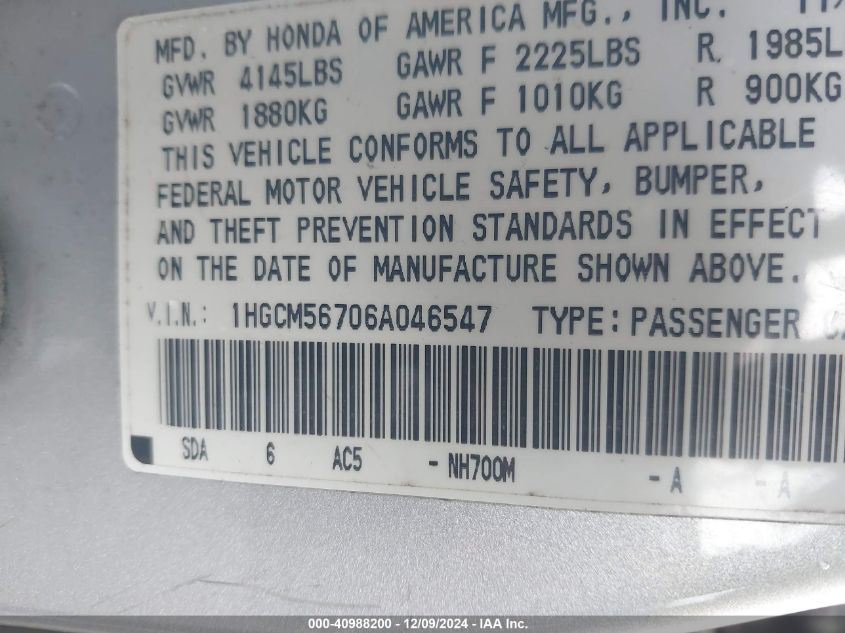 MFD. BY HONDA OF AMERICA MFG., INC.
GVWR 4145LBS GAWR F 2225LBS R 1985L
GVWR 1880KG GAWR F 1010KG R 900KG
THIS VEHICLE CONFORMS TO ALL APPLICABLE
FEDERAL MOTOR VEHICLE SAFETY, BUMPER,
AND THEFT PREVENTION STANDARDS IN EFFECT
ON THE DATE OF MANUFACTURE SHOWN ABOVE.
V.I.N.: 1HGCM56706A046547 TYPE:PASSENGER
SDA 6 AC5 -NH700M -A -A
000-40988200 - 12/09/2024 - IAA Inc.